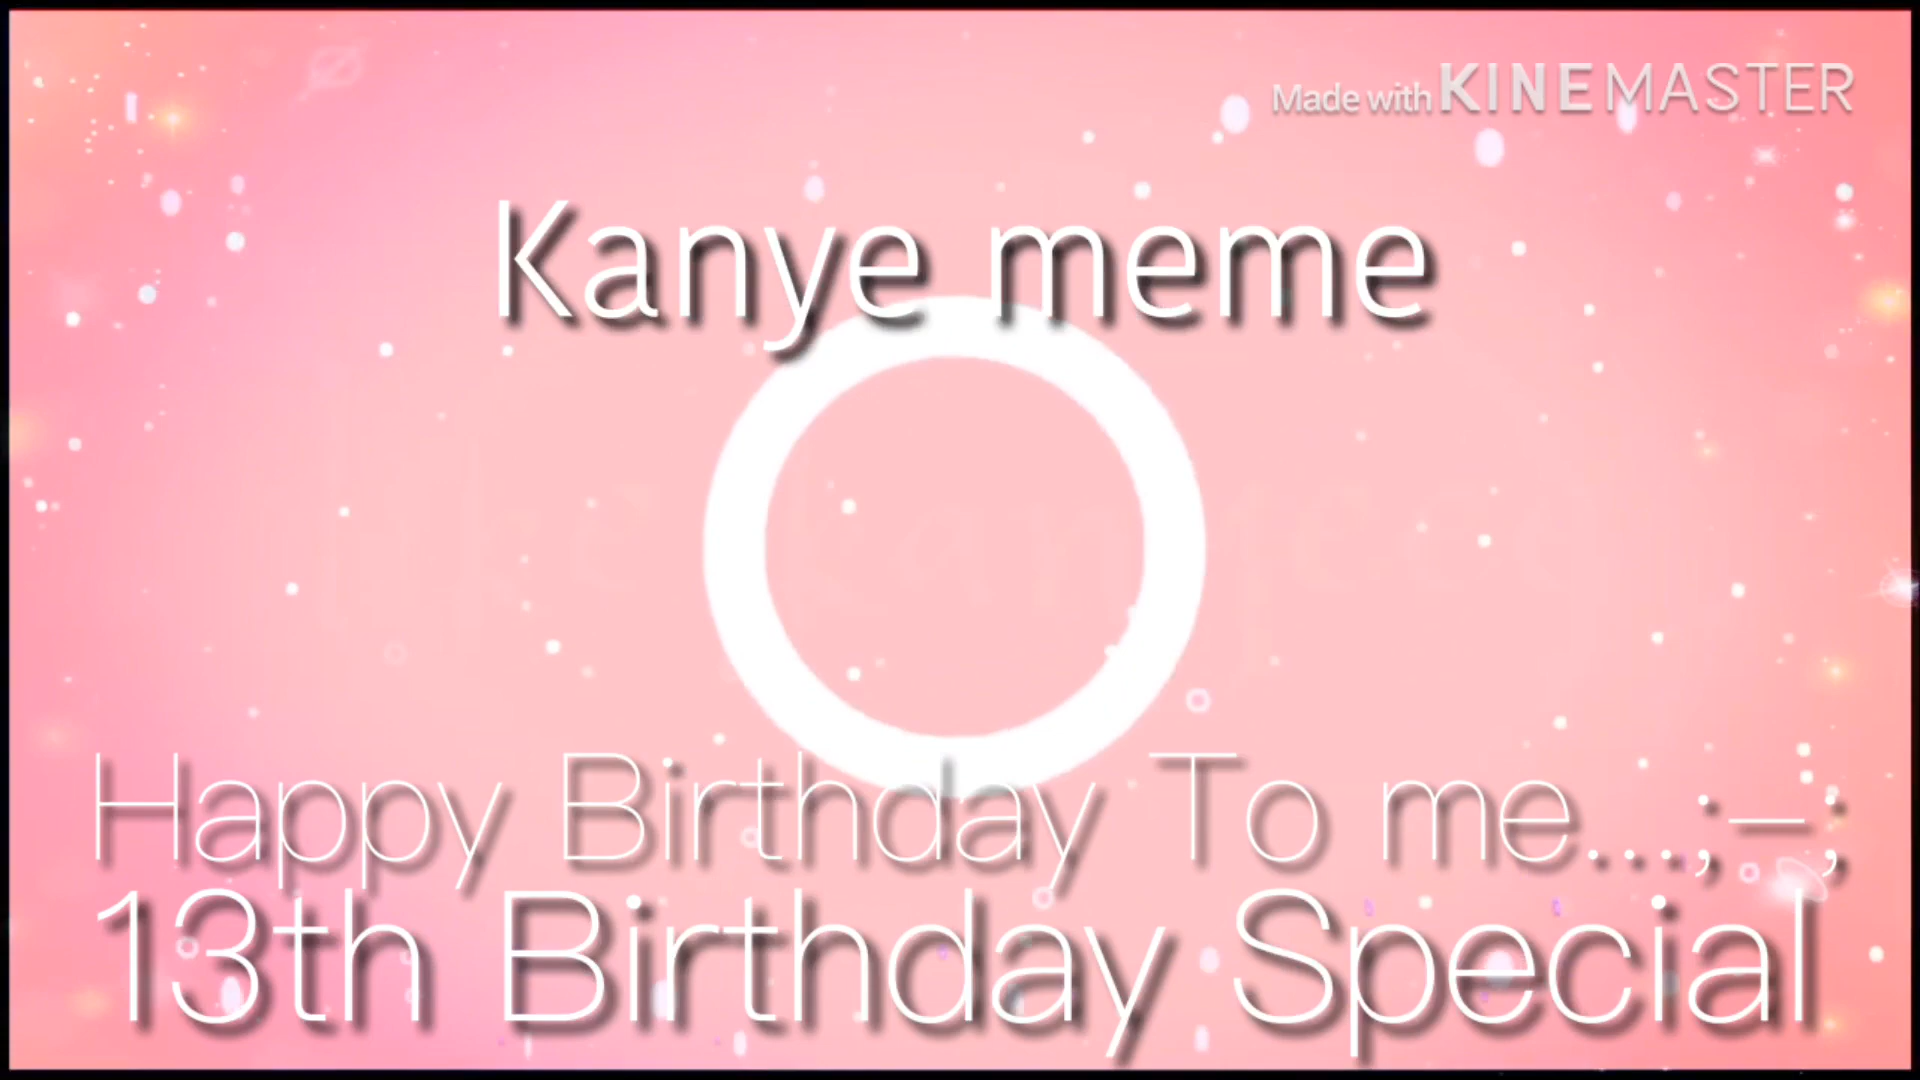 Made with KINEMASTER
Kanye meme
Happy Birthday To me....;–;
13th Birthday Special